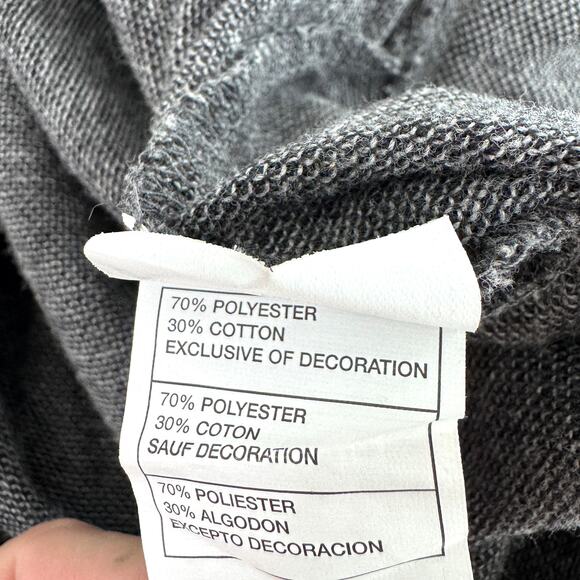 70% POLYESTER
30% COTTON
EXCLUSIVE OF DECORATION
70% POLYESTER
30% COTON
SAUF DECORATION
70% POLIESTER
30% ALGODON
EXCEPTO DECORACION